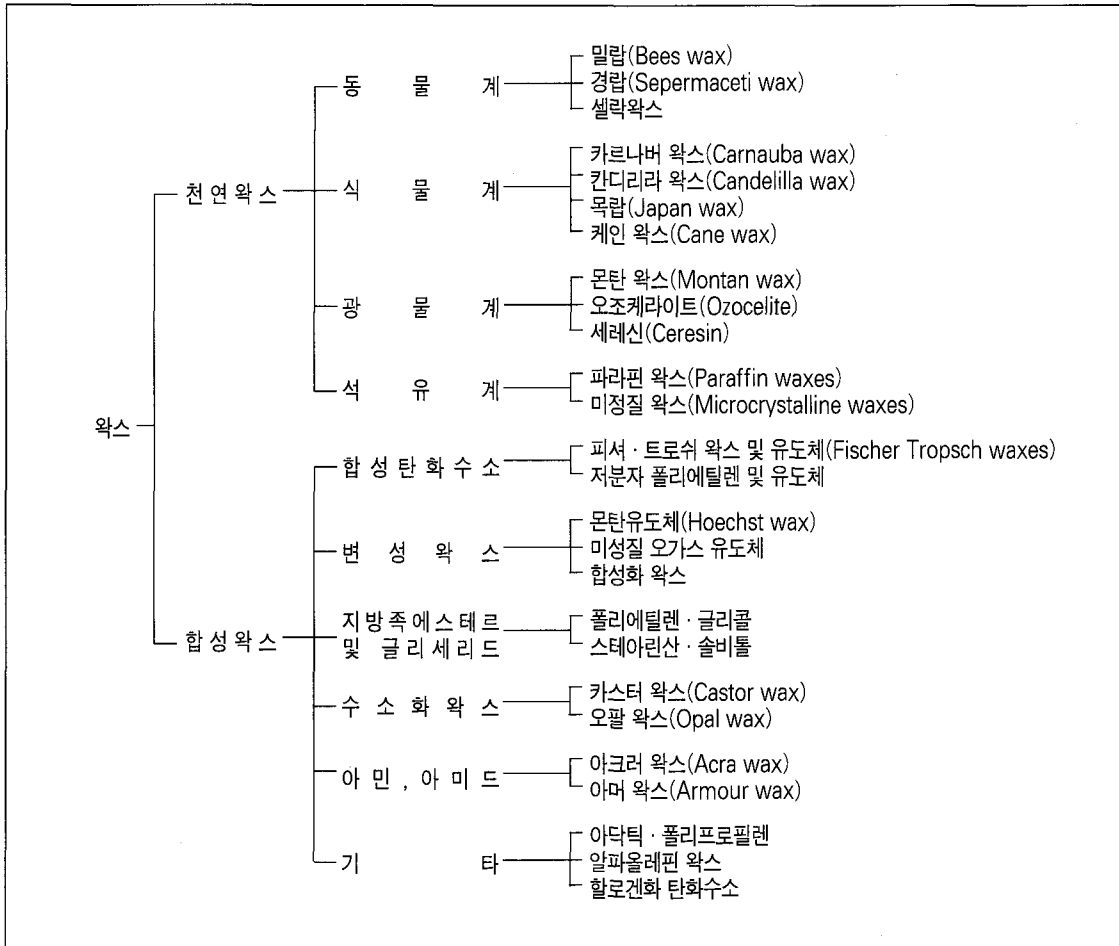 동 물 계
밀랍(Bees wax)
경랍(Sepermaceti wax)
셀락왁스
천연왁스
식 물 계
카르나버 왁스(Carnauba wax)
칸디리라 왁스(Candelilla wax)
목랍(Japan wax)
케인 왁스(Cane wax)
광 물 계
몬탄 왁스(Montan wax)
오조케라이트(Ozocelite)
세레신(Ceresin)
석 유 계
파라핀 왁스(Paraffin waxes)
미정질 왁스(Microcrystalline waxes)
왁스
합성탄화수소
피셔·트로쉬 왁스 및 유도체(Fischer Tropsch waxes)
저분자 폴리에틸렌 및 유도체
변 성 왁 스
몬탄유도체(Hoechst wax)
미성질 오가스 유도체
합성화 왁스
합성왁스
지방족에스테르
및 글리세리드
폴리에틸렌·글리콜
스테아린산·솔비톨
수 소 화 왁 스
카스터 왁스(Castor wax)
오팔 왁스(Opal wax)
아민, 아미드
아크러 왁스(Acra wax)
아머 왁스(Armour wax)
기 타
아닥틱·폴리프로필렌
알파올레핀 왁스
할로겐화 탄화수소